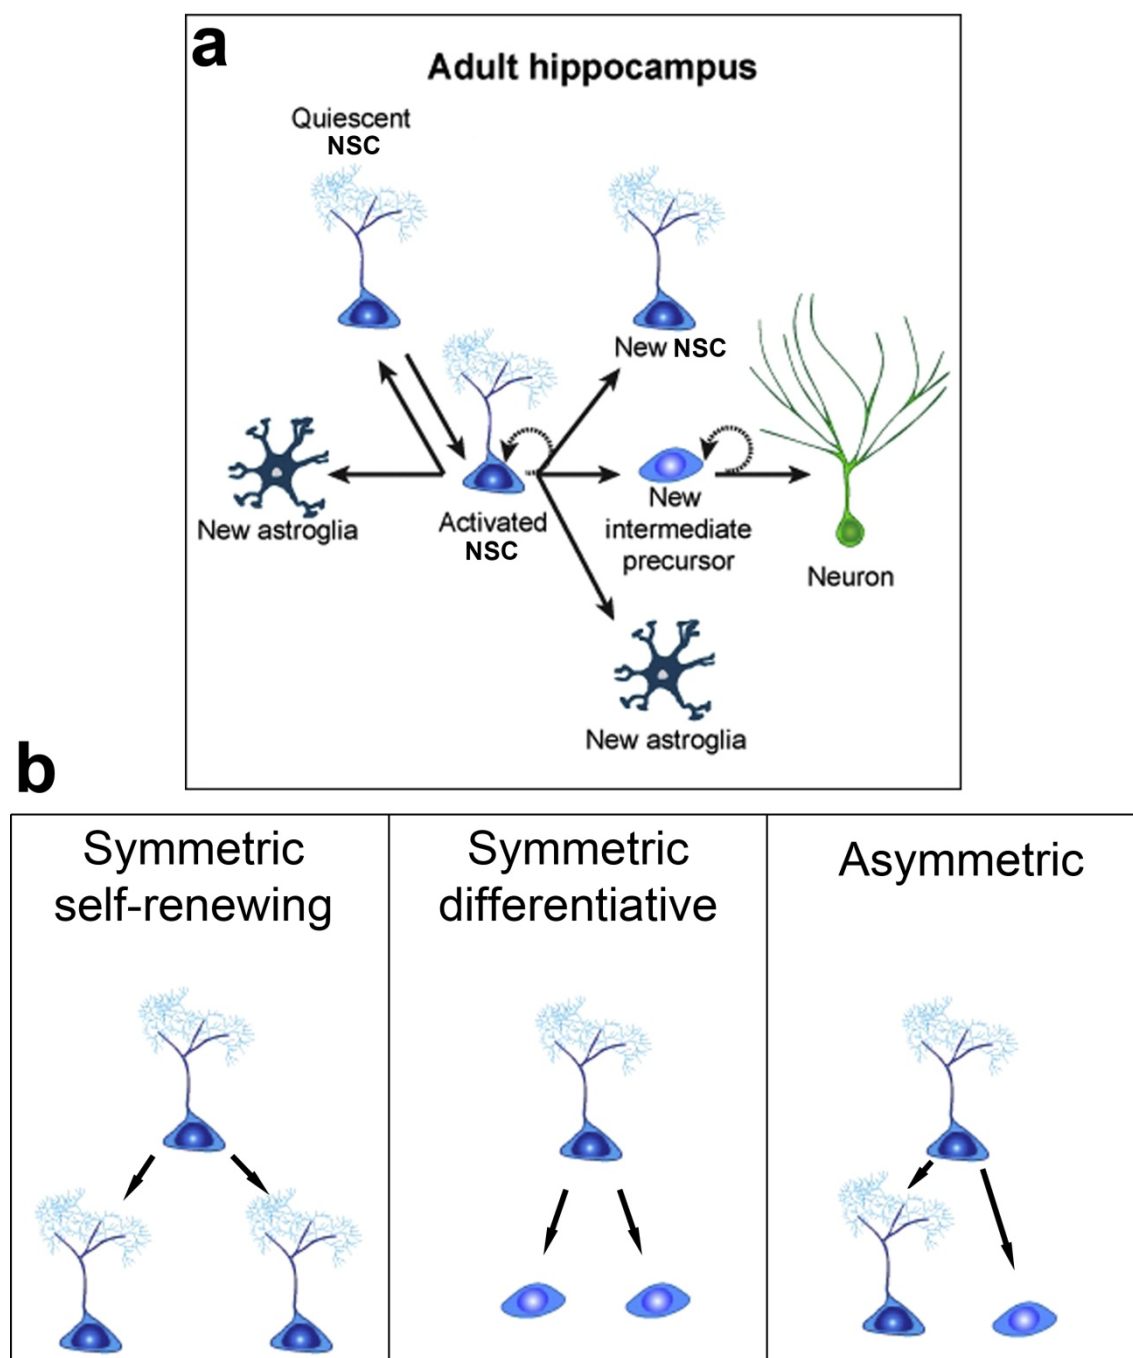 a
Adult hippocampus
Quiescent
NSC
New NSC
New astroglia
Activated
NSC
New
intermediate
precursor
Neuron
New astroglia
b
Symmetric
self-renewing
Symmetric
differentiative
Asymmetric